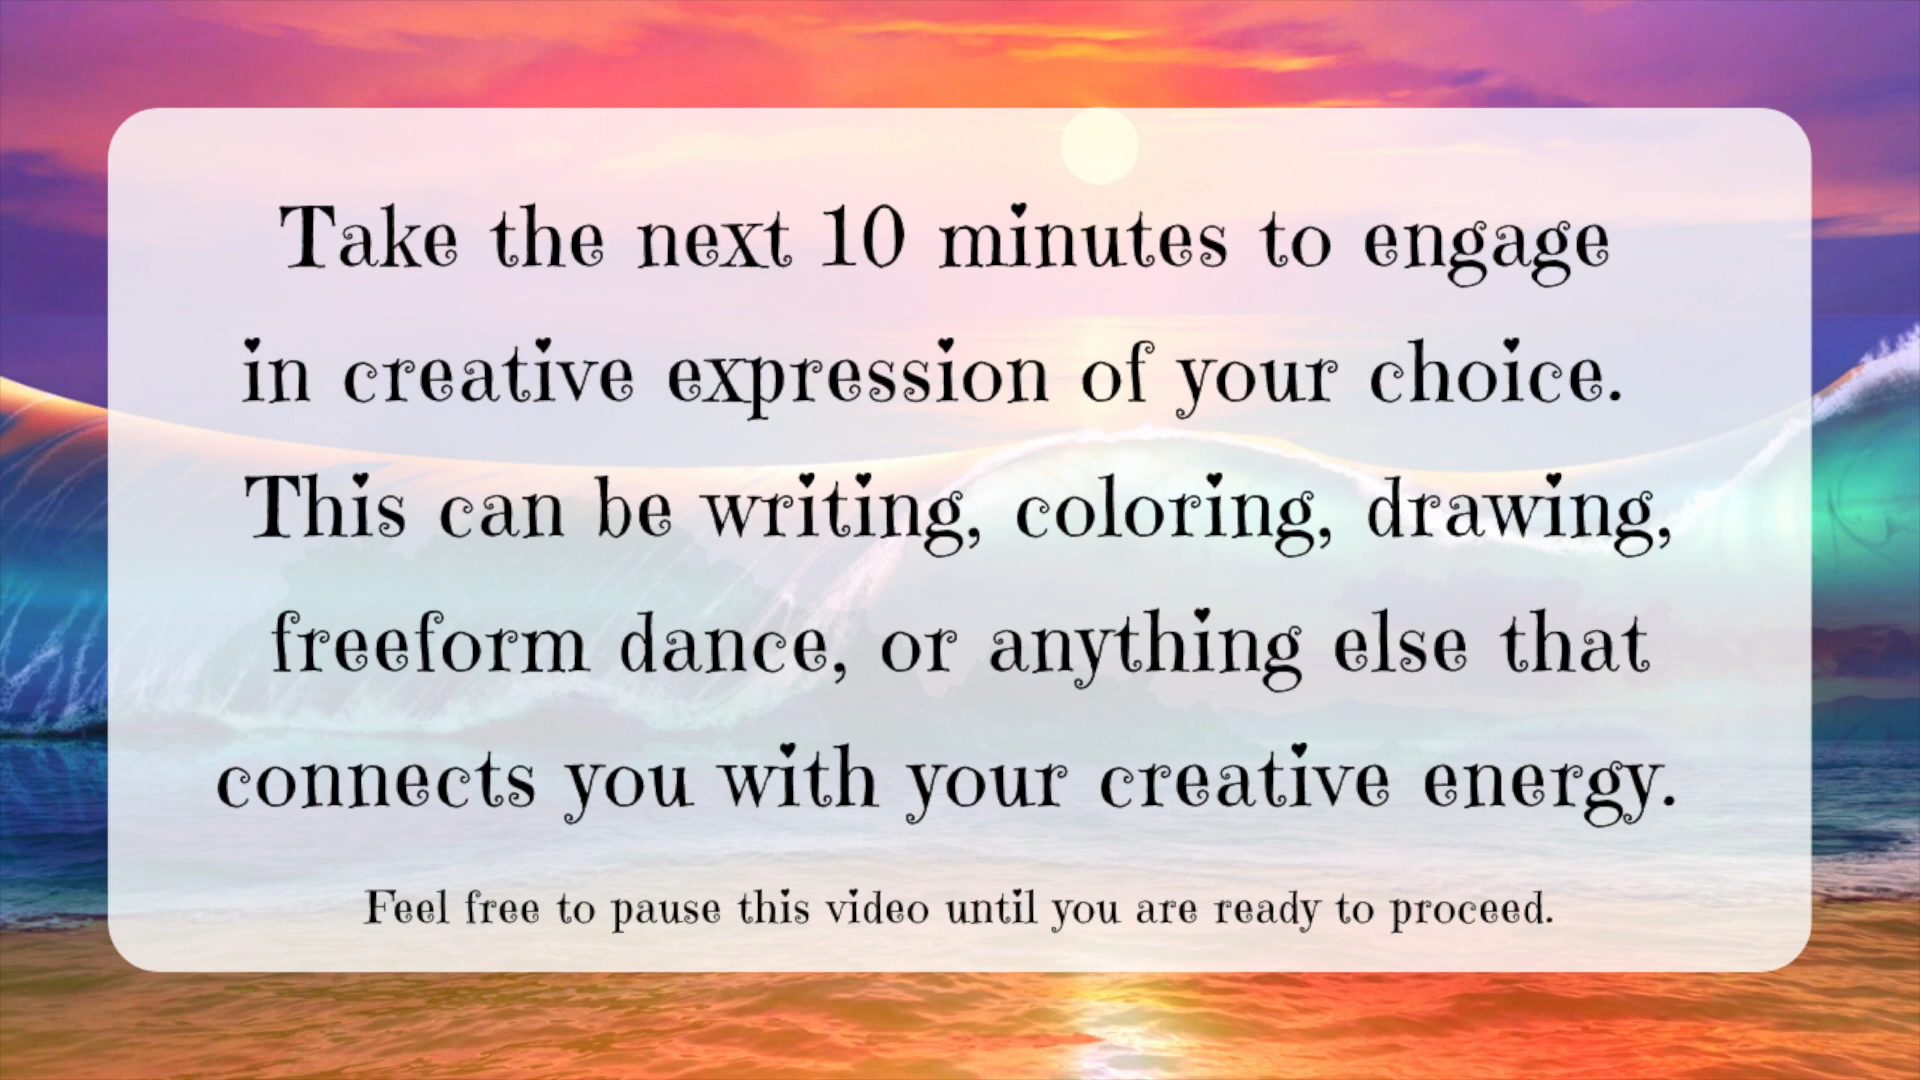 Take the next 10 minutes to engage
in creative expression of your choice.
This can be writing, coloring, drawing,
freeform dance, or anything else that
connects you with your creative energy.
Feel free to pause this video until you are ready to proceed.